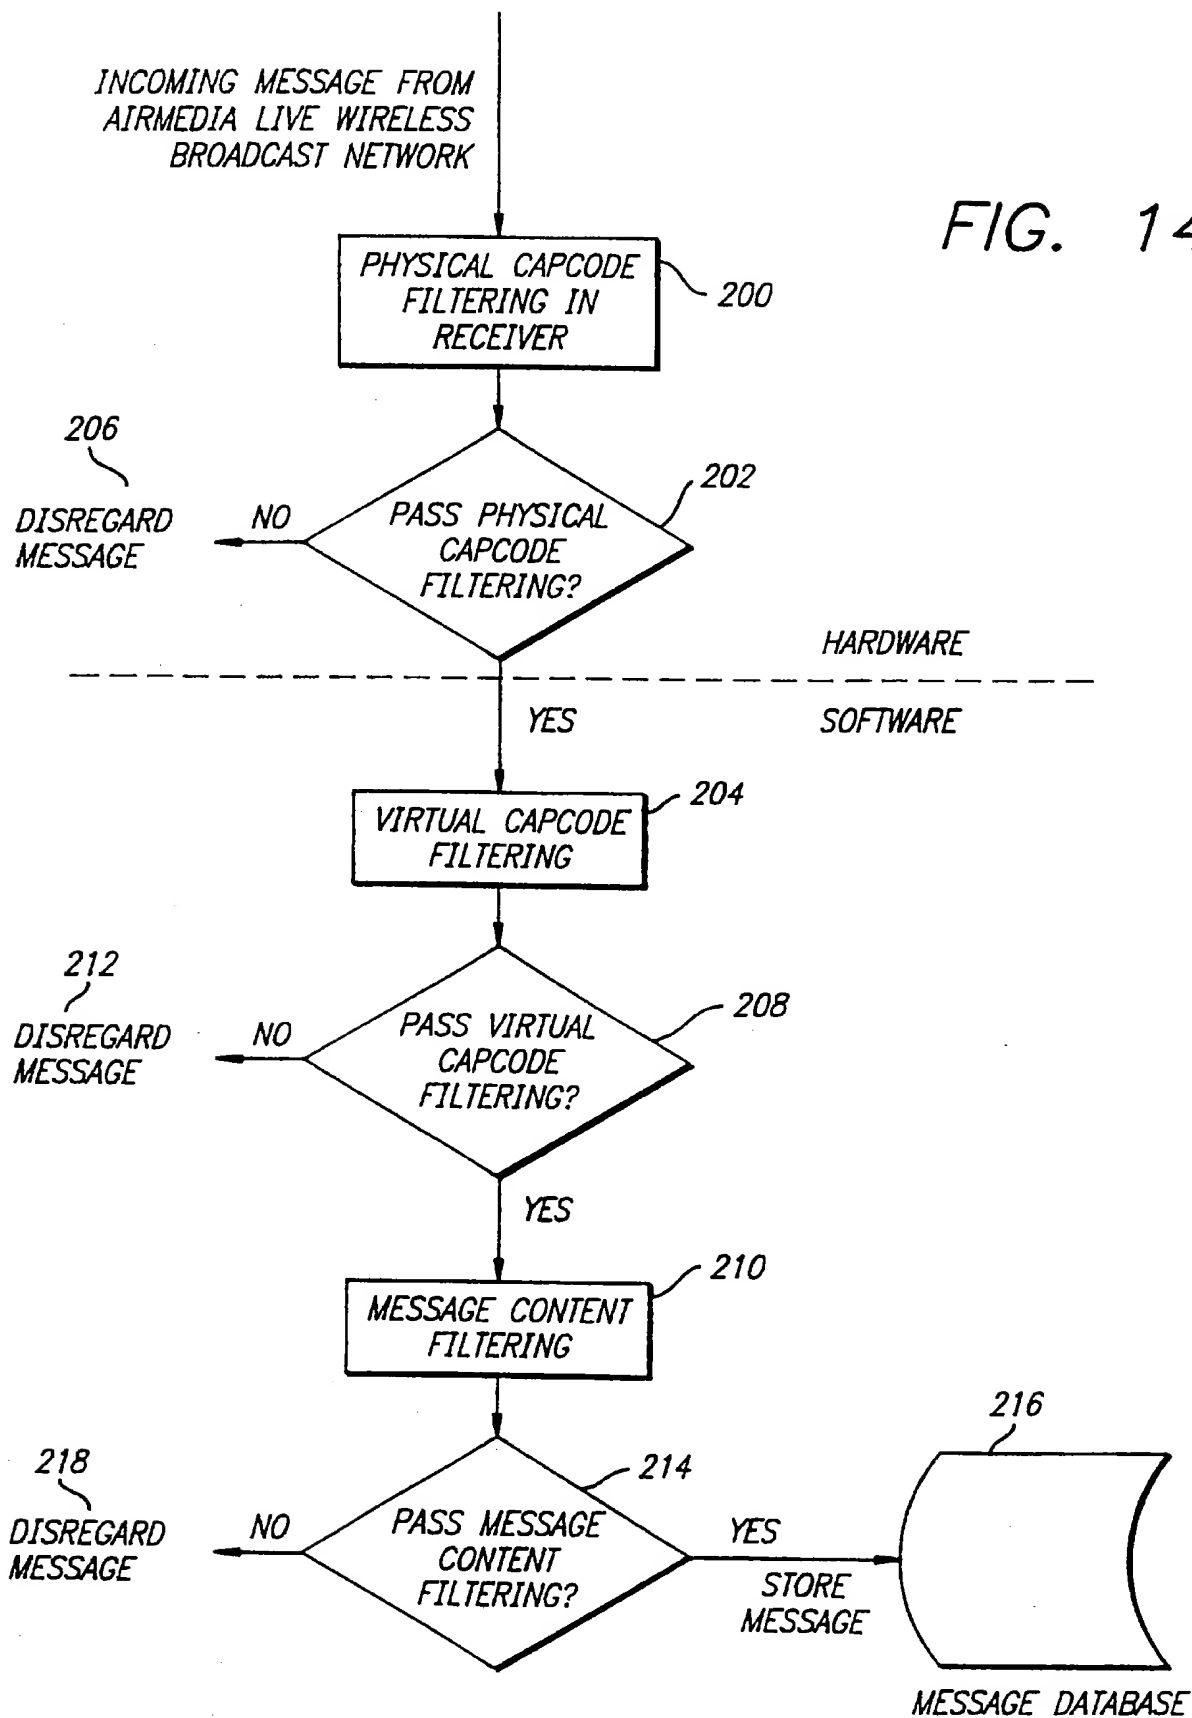 INCOMING MESSAGE FROM
AIRMEDIA LIVE WIRELESS
BROADCAST NETWORK
FIG. 14
PHYSICAL CAPCODE
FILTERING IN
RECEIVER
200
206
202
DISREGARD
MESSAGE
NO
PASS PHYSICAL
CAPCODE
FILTERING?
HARDWARE
YES
SOFTWARE
204
VIRTUAL CAPCODE
FILTERING
212
208
DISREGARD
MESSAGE
NO
PASS VIRTUAL
CAPCODE
FILTERING?
YES
210
MESSAGE CONTENT
FILTERING
216
218
214
DISREGARD
MESSAGE
NO
PASS MESSAGE
CONTENT
FILTERING?
YES
STORE
MESSAGE
MESSAGE DATABASE